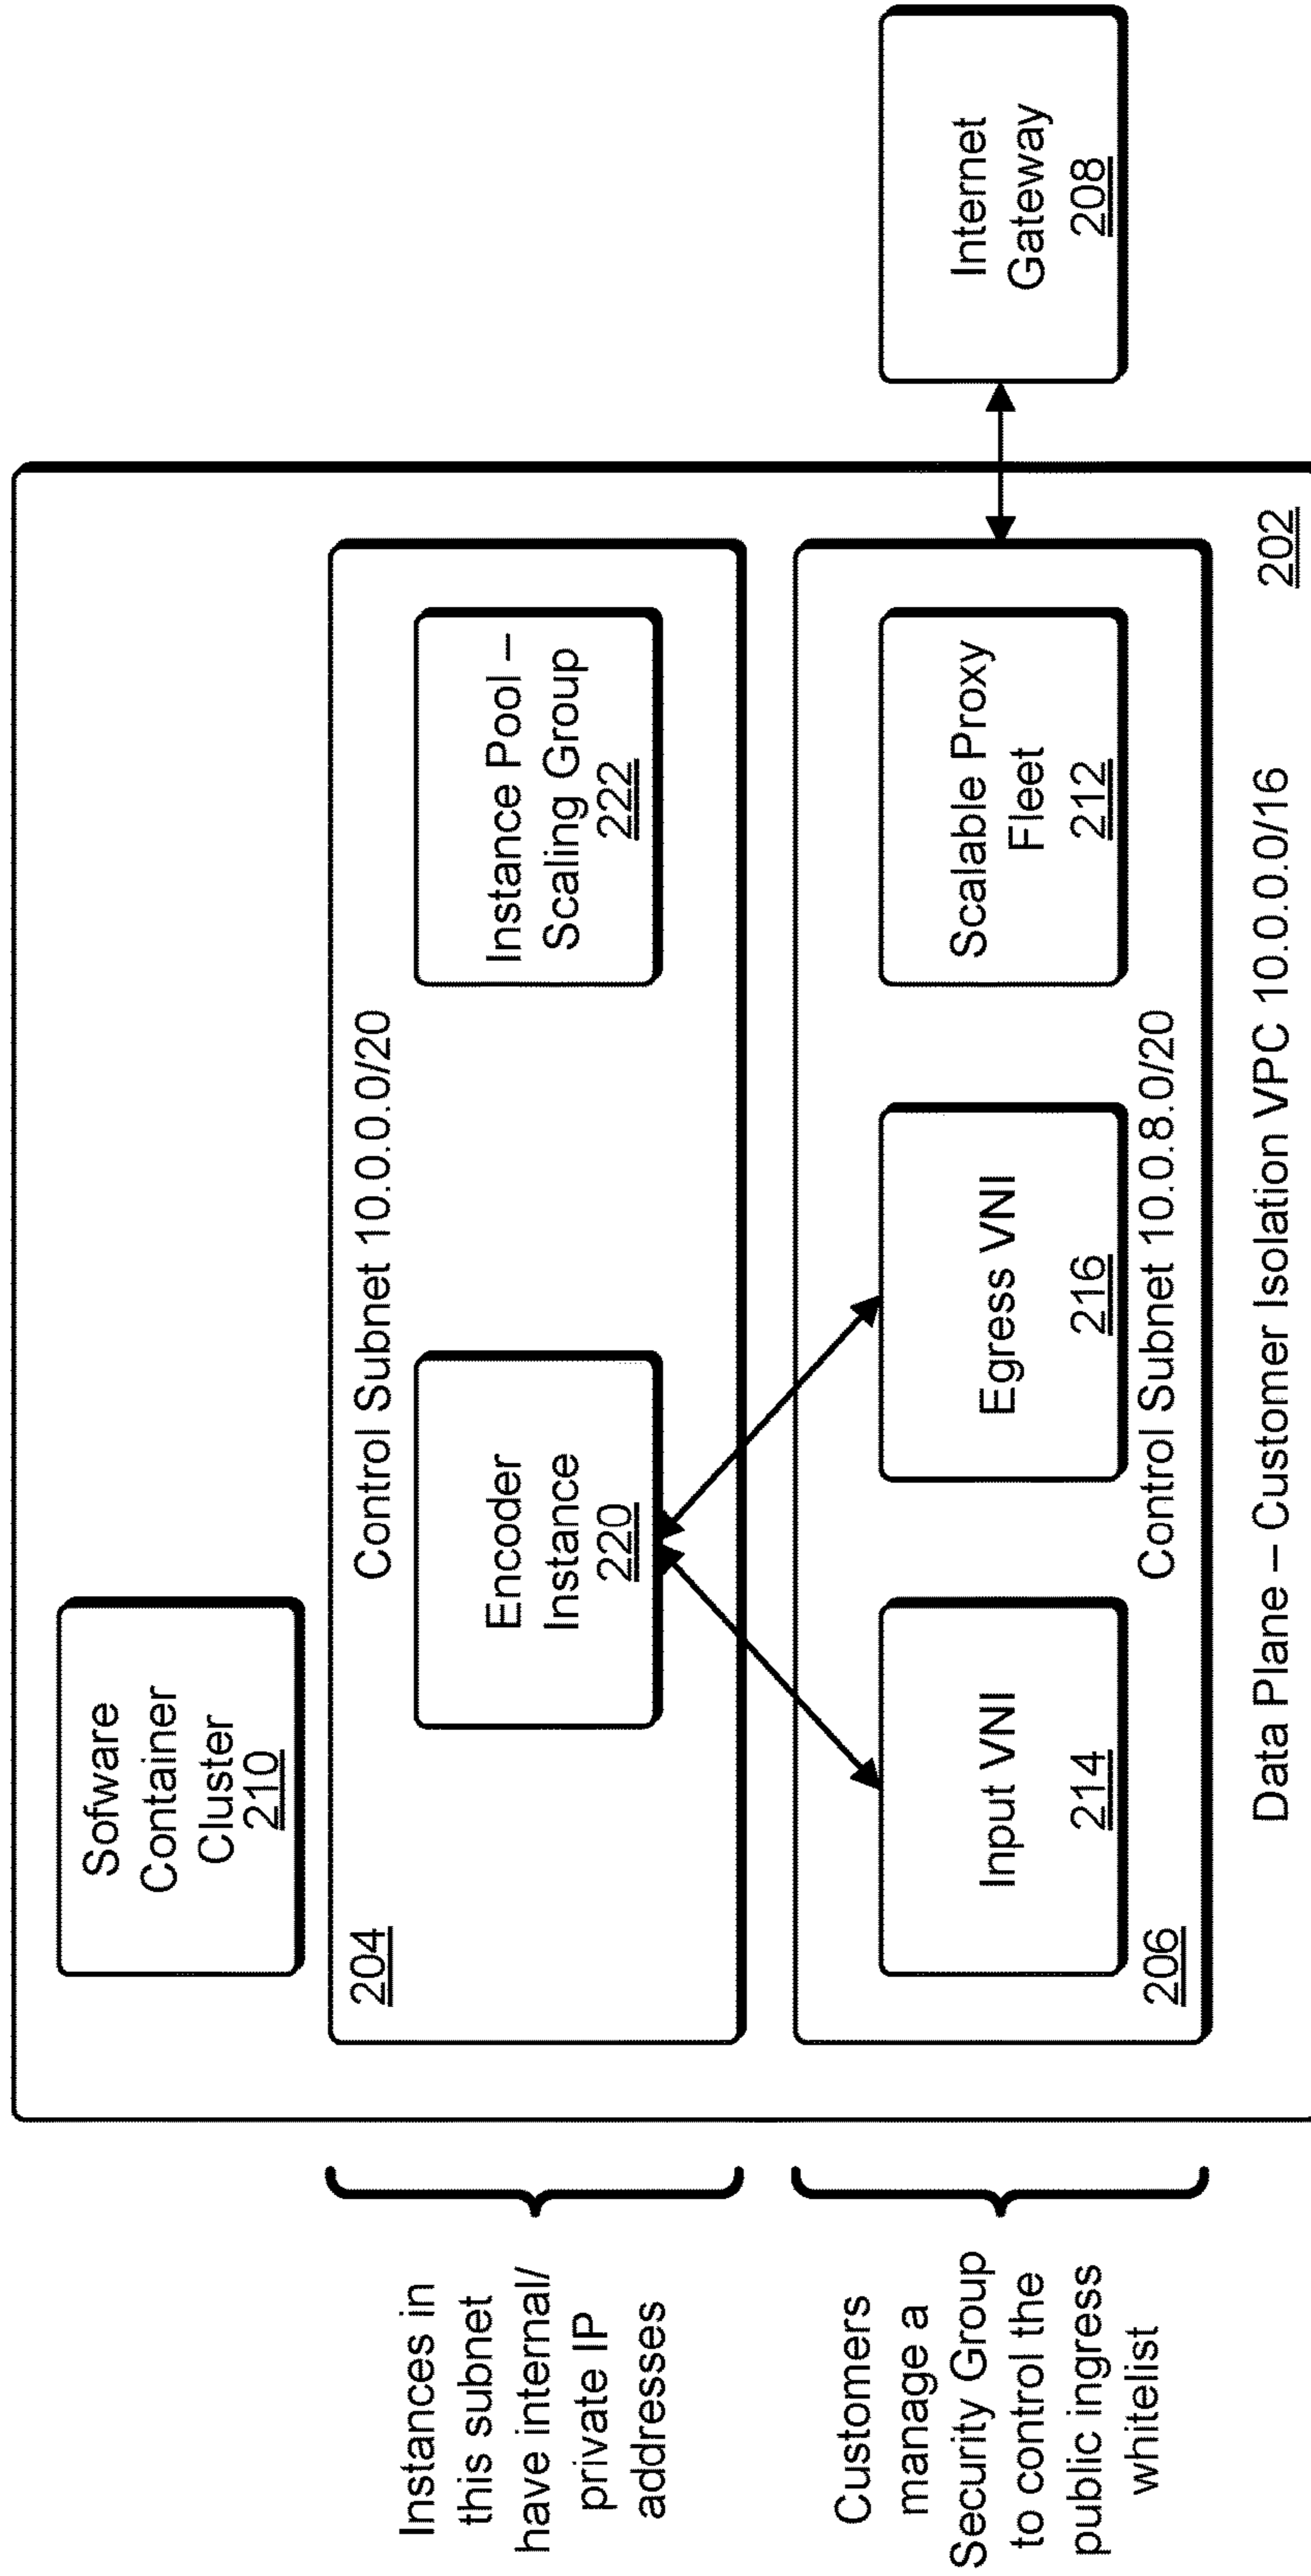 Sofware
Container
Cluster
210
204
Control Subnet 10.0.0.0/20
Encoder
Instance
220
Instance Pool –
Scaling Group
222
Instances in
this subnet
have internal/
private IP
addresses
Input VNI
214
Egress VNI
216
Scalable Proxy
Fleet
212
Internet
Gateway
208
206
Control Subnet 10.0.8.0/20
Customers
manage a
Security Group
to control the
public ingress
whitelist
Data Plane – Customer Isolation VPC 10.0.0.0/16
202